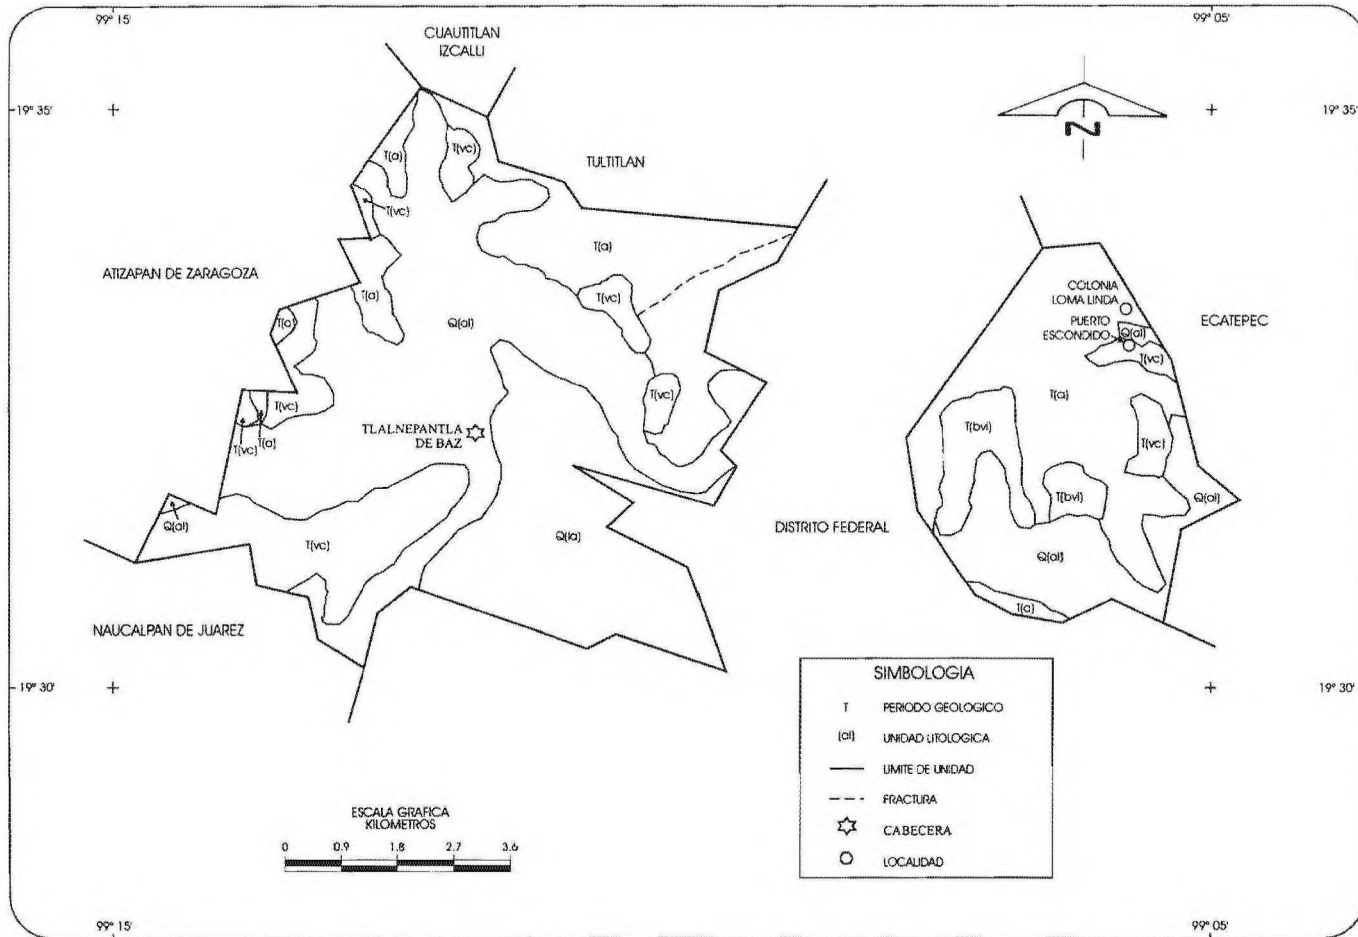 99° 15'
99° 05'
CUAUTITLAN
IZCALLI
19° 35'
19° 35'
N
TULTITLAN
T(a)
T(vc)
T(vc)
T(a)
ATIZAPAN DE ZARAGOZA
T(a)
T(vc)
Q(al)
T(a)
T(vc)
T(vc)
T(a)
T(vc)
TLALNEPANTLA
DE BAZ
Q(al)
T(vc)
Q(la)
NAUCALPAN DE JUAREZ
DISTRITO FEDERAL
COLONIA
LOMA LINDA
PUERTO
ESCONDIDO
Q(al)
T(vc)
ECATEPEC
T(a)
T(bvi)
T(vc)
T(bvi)
Q(al)
Q(al)
T(a)
19° 30'
19° 30'
SIMBOLOGIA
T PERIODO GEOLOGICO
(al) UNIDAD LITOLOGICA
LIMITE DE UNIDAD
FRACTURA
CABECERA
LOCALIDAD
ESCALA GRAFICA
KILOMETROS
0 0.9 1.8 2.7 3.6
99° 15'
99° 05'